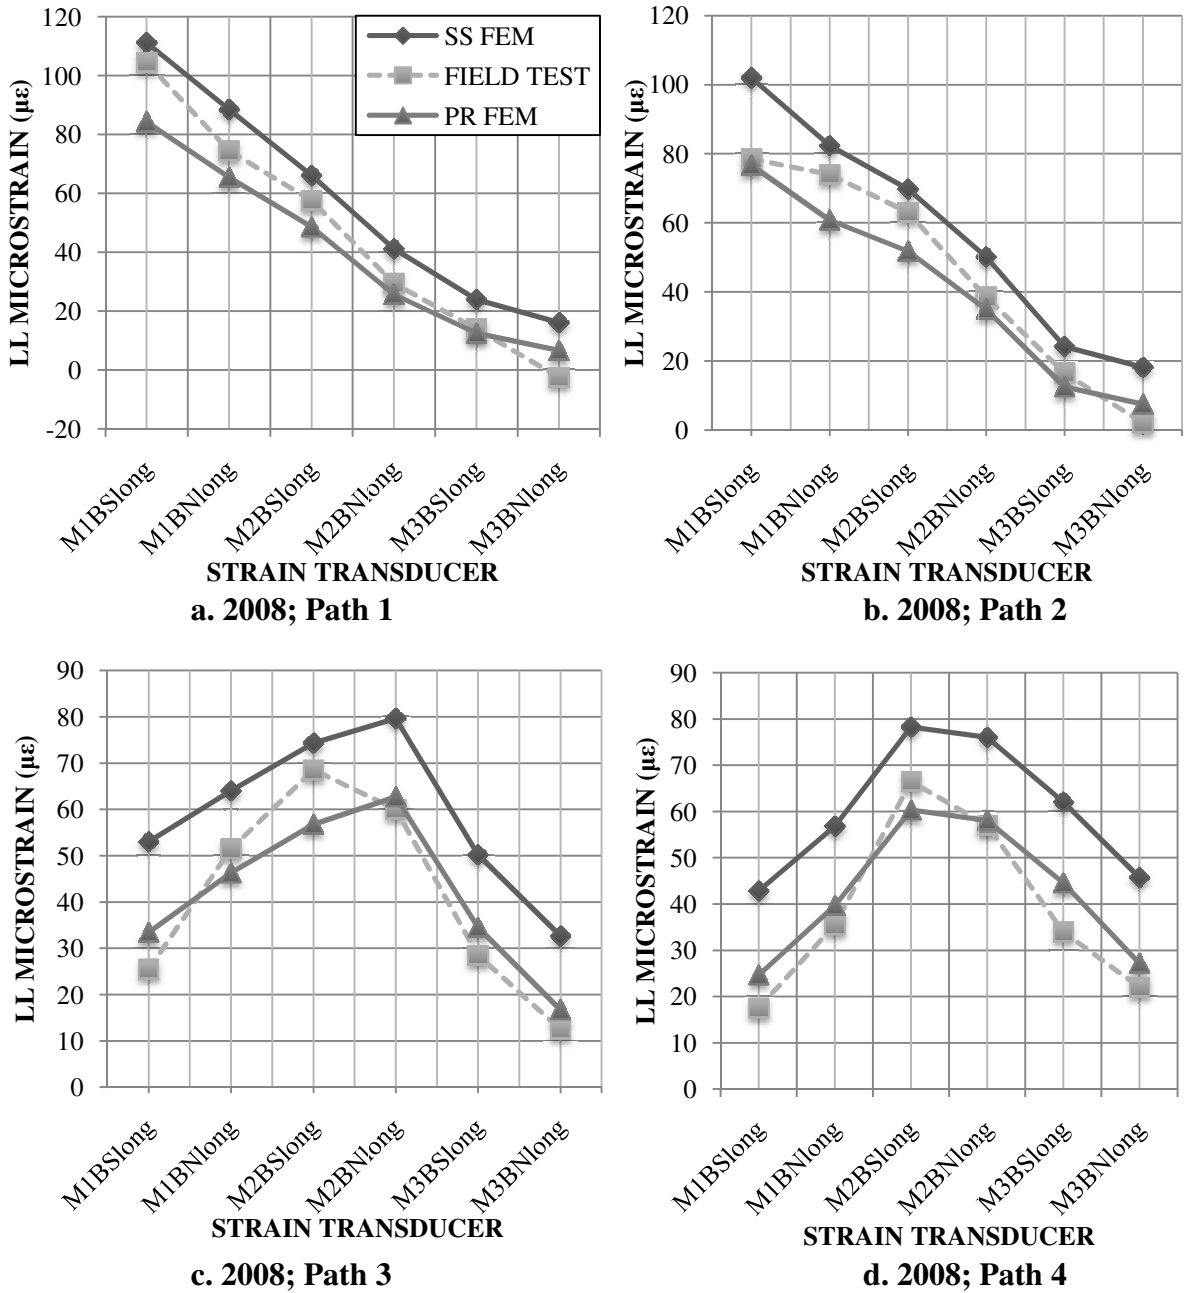 120
100
80
60
40
20
0
-20
LL MICROSTRAIN (με)
SS FEM
FIELD TEST
PR FEM
M1BSlong
M1BNlong
M2BSlong
M2BNlong
M3BSlong
M3BNlong
STRAIN TRANSDUCER
a. 2008; Path 1
120
100
80
60
40
20
0
LL MICROSTRAIN (με)
M1BSlong
M1BNlong
M2BSlong
M2BNlong
M3BSlong
M3BNlong
STRAIN TRANSDUCER
b. 2008; Path 2
90
80
70
60
50
40
30
20
10
0
LL MICROSTRAIN (με)
M1BSlong
M1BNlong
M2BSlong
M2BNlong
M3BSlong
M3BNlong
STRAIN TRANSDUCER
c. 2008; Path 3
90
80
70
60
50
40
30
20
10
0
LL MICROSTRAIN (με)
M1BSlong
M1BNlong
M2BSlong
M2BNlong
M3BSlong
M3BNlong
STRAIN TRANSDUCER
d. 2008; Path 4